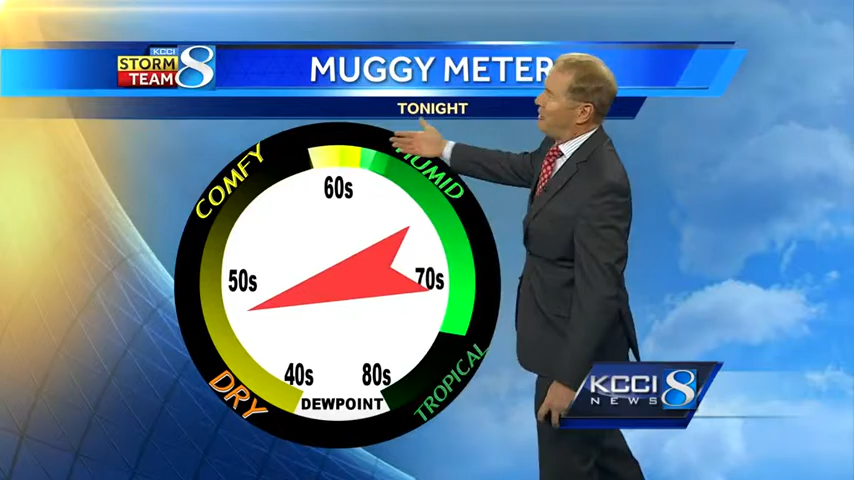 KCCI
STORM
TEAM
8
MUGGY METER
TONIGHT
COMFY
HUMID
60s
50s
70s
40s
80s
DRY
DEWPOINT
TROPICAL
KCCI 8
NEWS